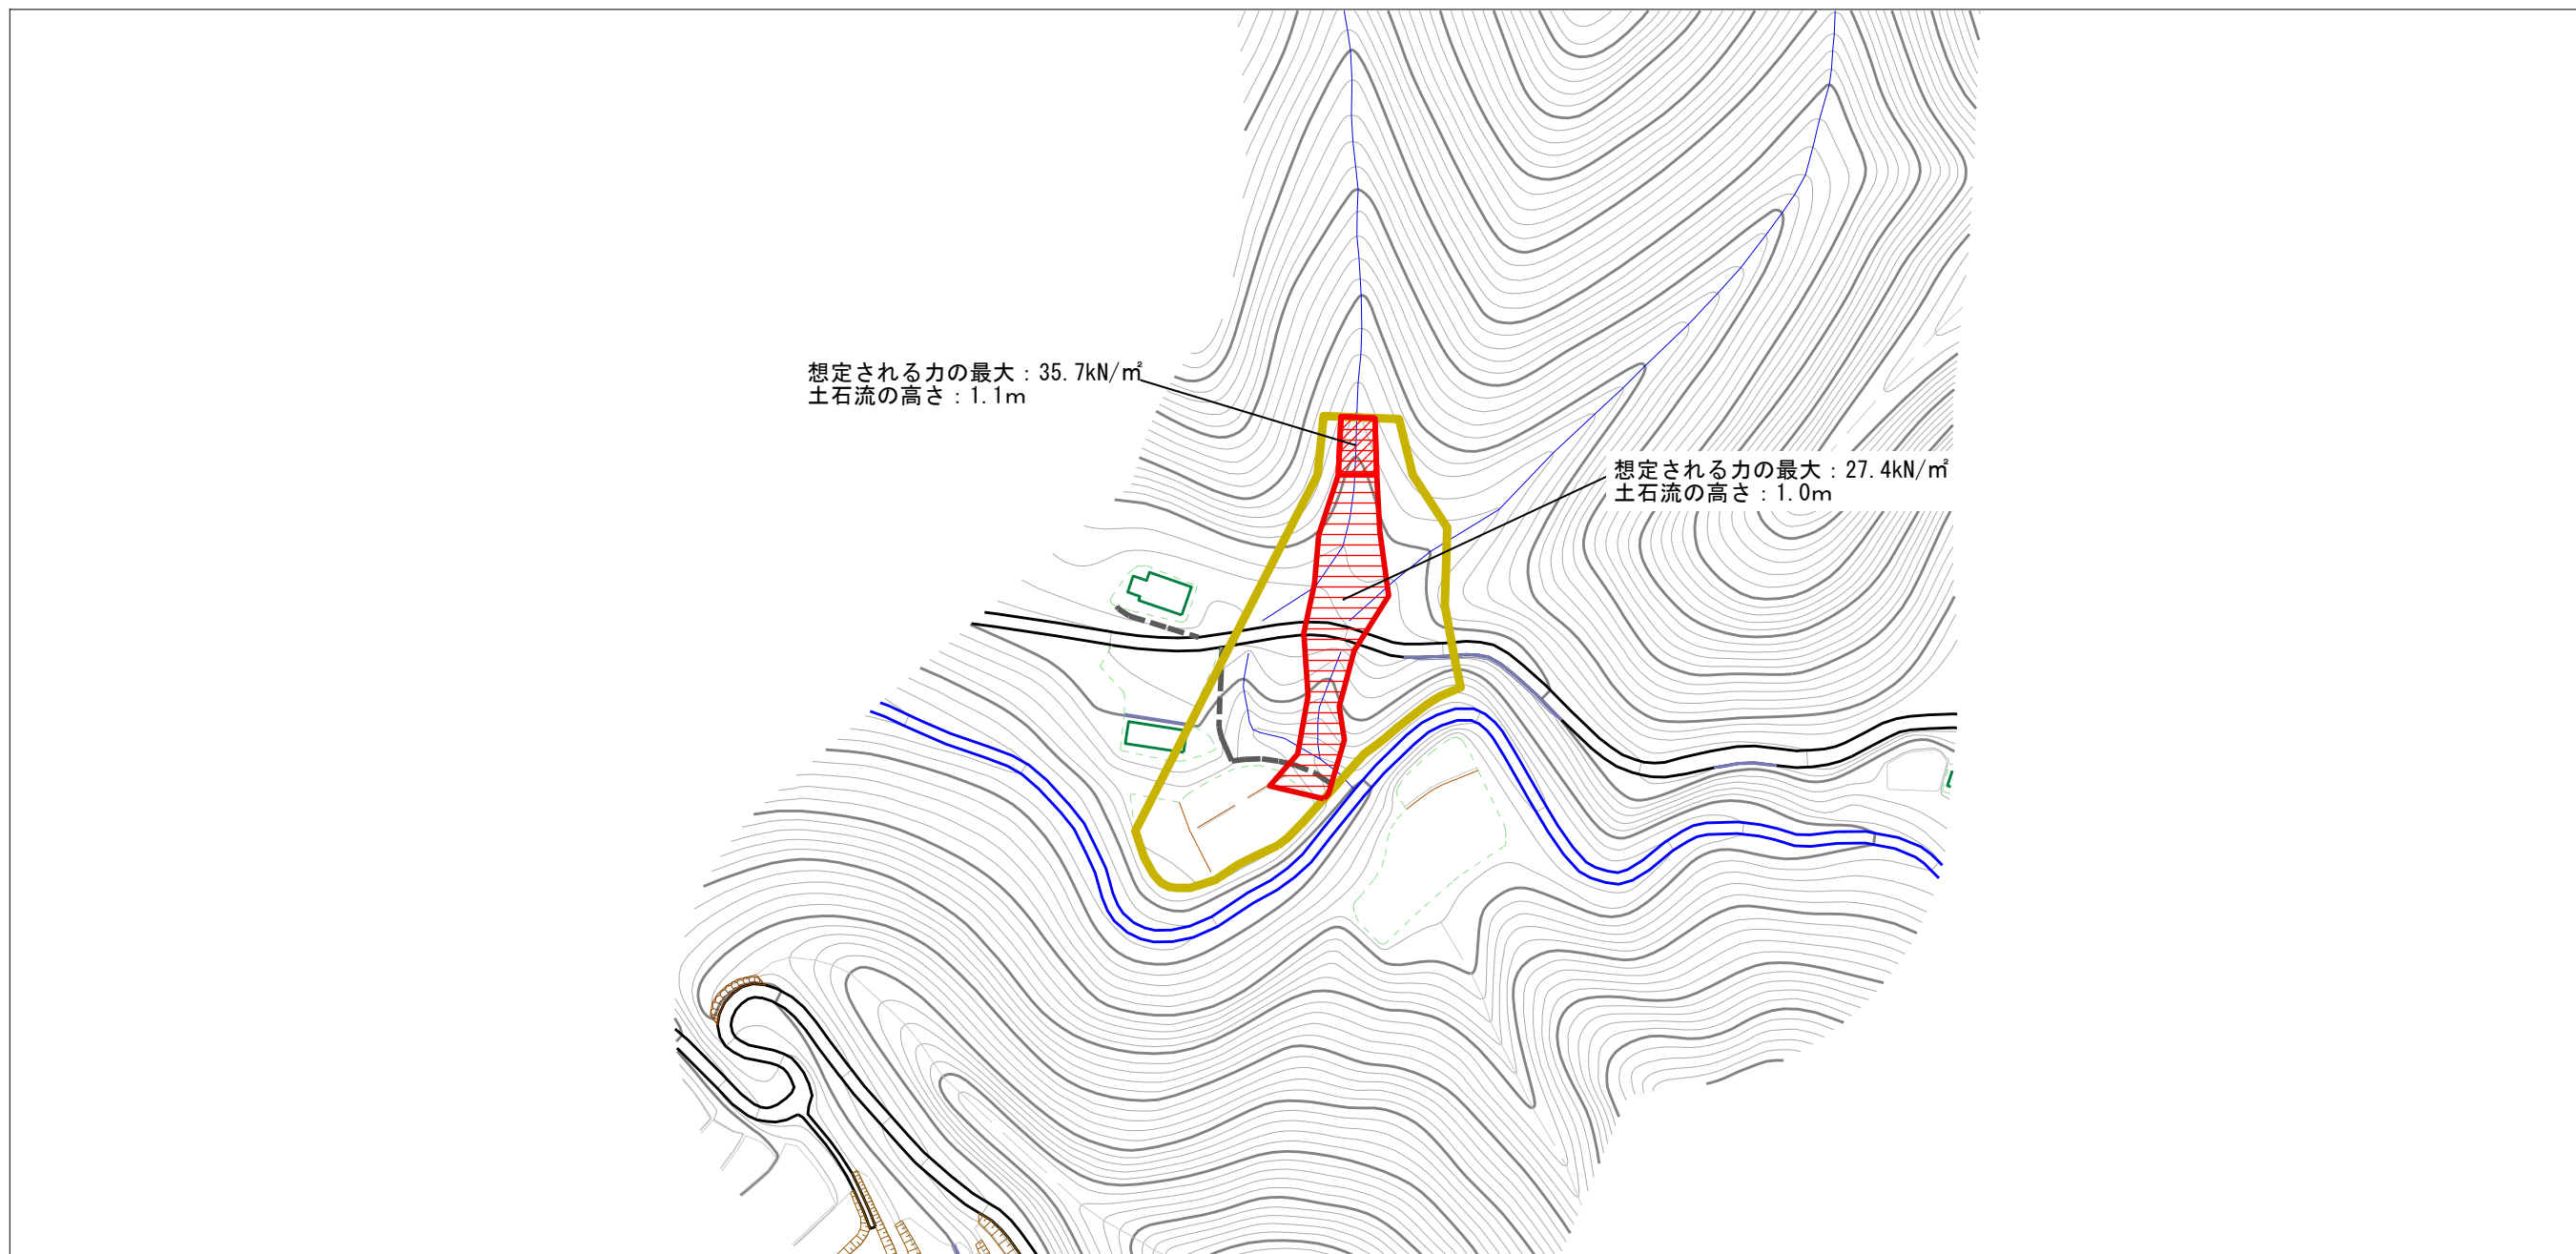 想定される力の最大：35.7kN/㎡
土石流の高さ：1.1m
想定される力の最大：27.4kN/㎡
土石流の高さ：1.0m